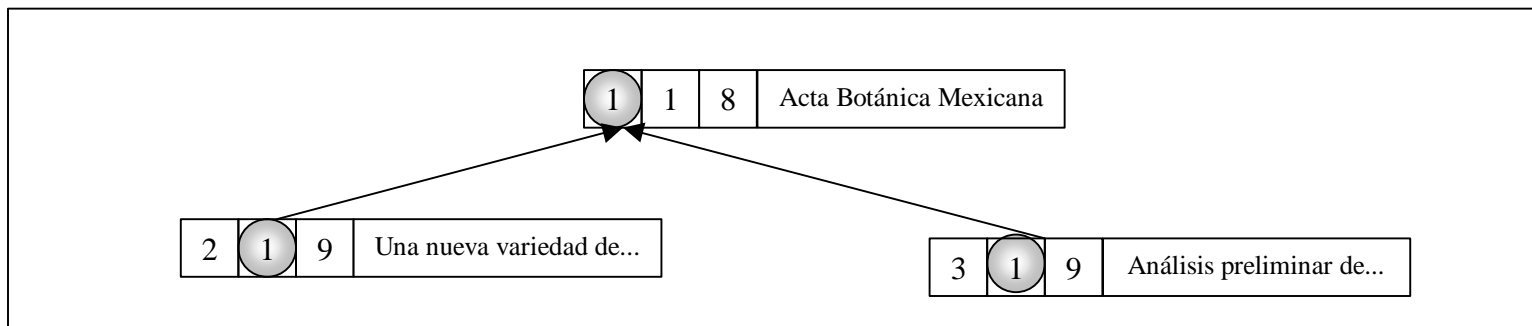 1 1 8 Acta Botánica Mexicana
2 1 9 Una nueva variedad de...
3 1 9 Análisis preliminar de...